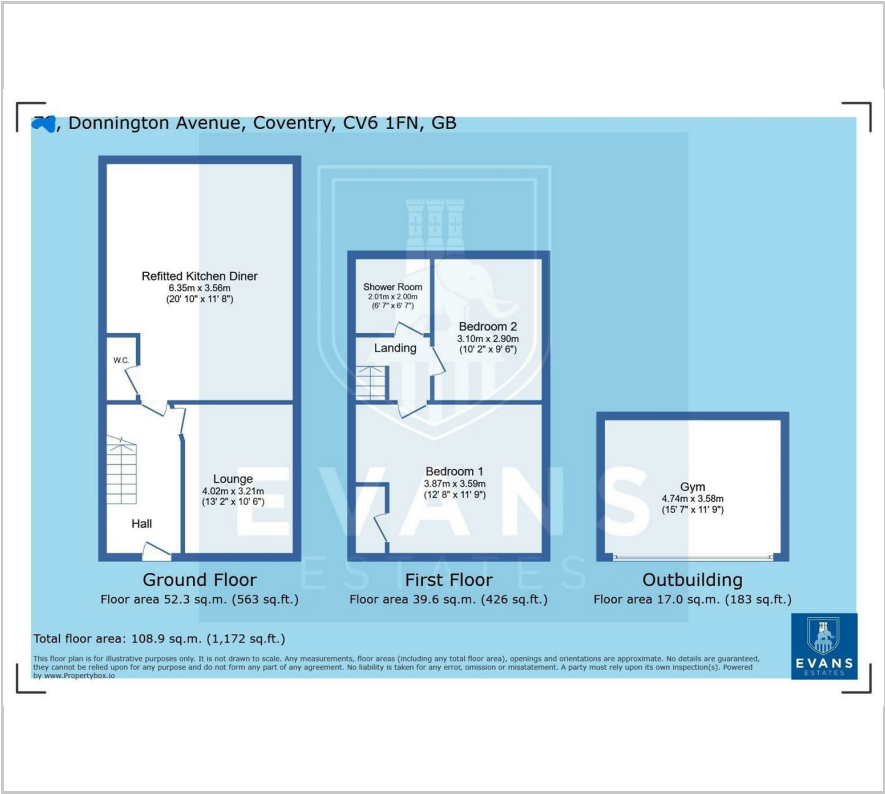 , Donnington Avenue, Coventry, CV6 1FN, GB
Refitted Kitchen Diner
6.35m x 3.56m
(20' 10" x 11' 8")
W.C.
Lounge
4.02m x 3.21m
(13' 2" x 10' 6")
Hall
Ground Floor
Floor area 52.3 sq.m. (563 sq.ft.)
Shower Room
2.01m x 2.00m
(6' 7" x 6' 7")
Bedroom 2
3.10m x 2.90m
(10' 2" x 9' 6")
Landing
Bedroom 1
3.87m x 3.59m
(12' 8" x 11' 9")
First Floor
Floor area 39.6 sq.m. (426 sq.ft.)
Gym
4.74m x 3.58m
(15' 7" x 11' 9")
Outbuilding
Floor area 17.0 sq.m. (183 sq.ft.)
EVANS
ESTATES
Total floor area: 108.9 sq.m. (1,172 sq.ft.)
This floor plan is for illustrative purposes only. It is not drawn to scale. Any measurements, floor areas (including any total floor area), openings and orientations are approximate. No details are guaranteed,
they cannot be relied upon for any purpose and do not form any part of any agreement. No liability is taken for any error, omission or misstatement. A party must rely upon its own inspection(s). Powered
by www.Propertybox.io
EVANS
ESTATES